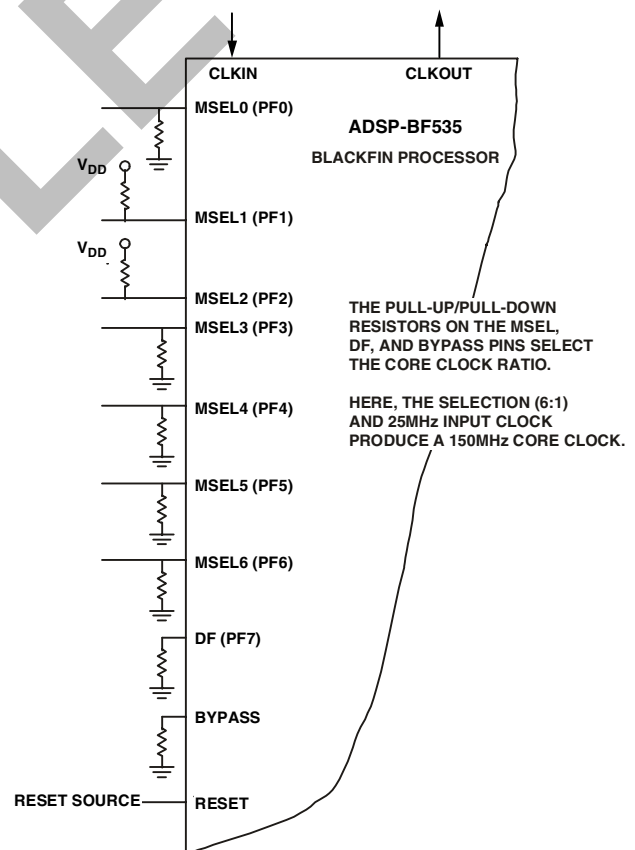 CLKIN
CLKOUT
MSEL0 (PF0)
ADSP-BF535
BLACKFIN PROCESSOR
VDD
MSEL1 (PF1)
VDD
MSEL2 (PF2)
MSEL3 (PF3)
THE PULL-UP/PULL-DOWN
RESISTORS ON THE MSEL,
DF, AND BYPASS PINS SELECT
THE CORE CLOCK RATIO.
HERE, THE SELECTION (6:1)
AND 25MHz INPUT CLOCK
PRODUCE A 150MHz CORE CLOCK.
MSEL4 (PF4)
MSEL5 (PF5)
MSEL6 (PF6)
DF (PF7)
BYPASS
RESET SOURCE
RESET